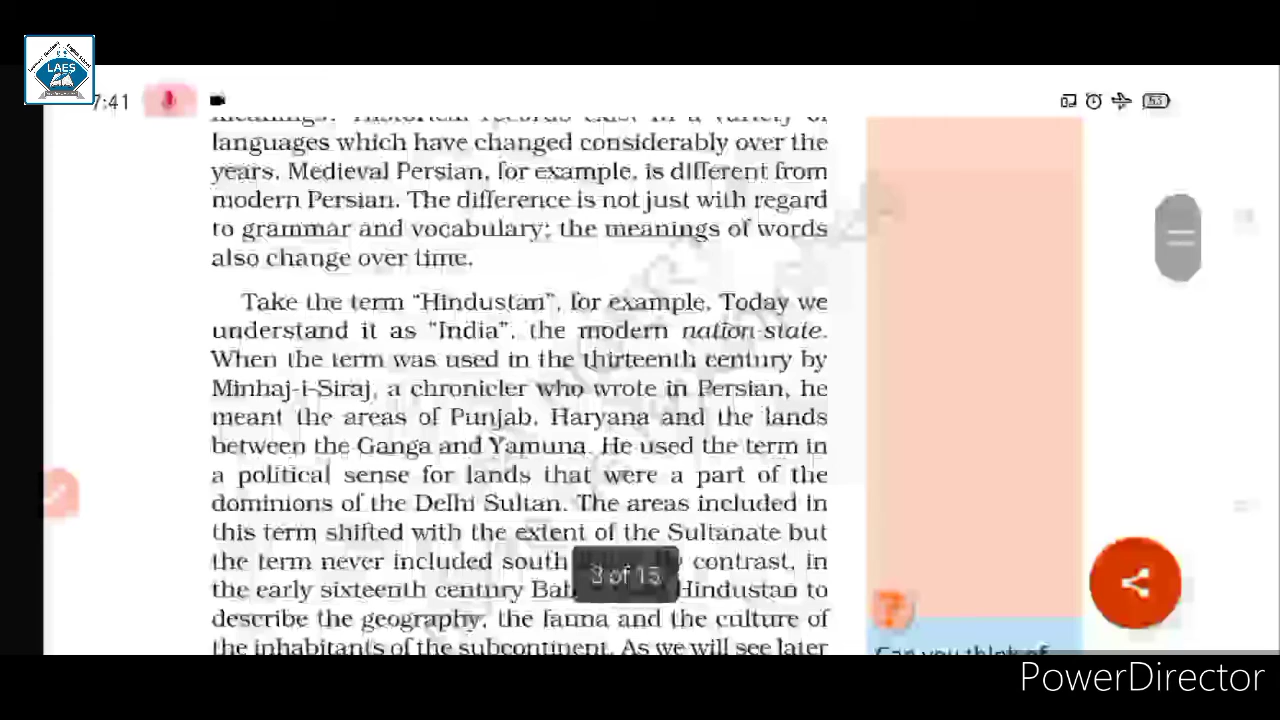 LAES
7:41
53
languages which have changed considerably over the
years. Medieval Persian, for example, is different from
modern Persian. The difference is not just with regard
to grammar and vocabulary; the meanings of words
also change over time.
Take the term “Hindustan”, for example. Today we
understand it as “India”, the modern nation-state.
When the term was used in the thirteenth century by
Minhaj-i-Siraj, a chronicler who wrote in Persian, he
meant the areas of Punjab, Haryana and the lands
between the Ganga and Yamuna. He used the term in
a political sense for lands that were a part of the
dominions of the Delhi Sultan. The areas included in
this term shifted with the extent of the Sultanate but
the term never included south contrast, in
the early sixteenth century Hindustan to
describe the geography, the fauna and the culture of
the inhabitants of the subcontinent. As we will see later
3 of 15
?
Can you think of
PowerDirector